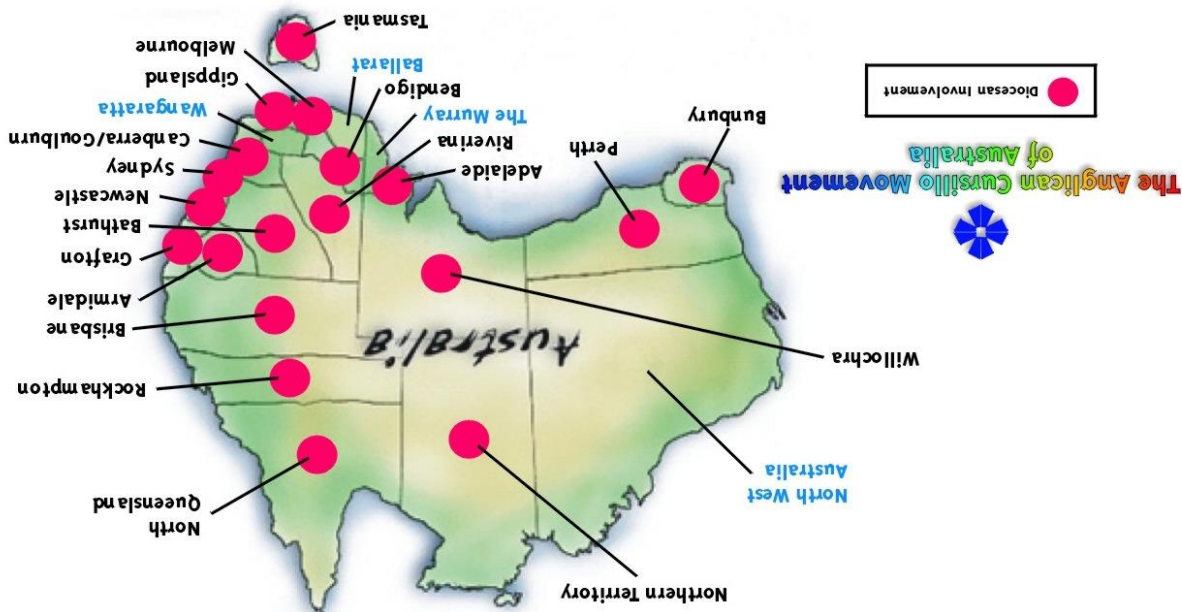 Northern Territory
North
Queensland
North West
Australia
Rockhampton
Willochra
Australia
Brisbane
Armidale
Grafton
Bathurst
Newcastle
Sydney
Canberra/Goulburn
Wangaratta
Gippsland
Melbourne
Tasmania
The Anglican Cursillo Movement
of Australia
Diocesan Involvement
Perth
Bunbury
Adelaide
Riverina
The Murray
Bendigo
Ballarat